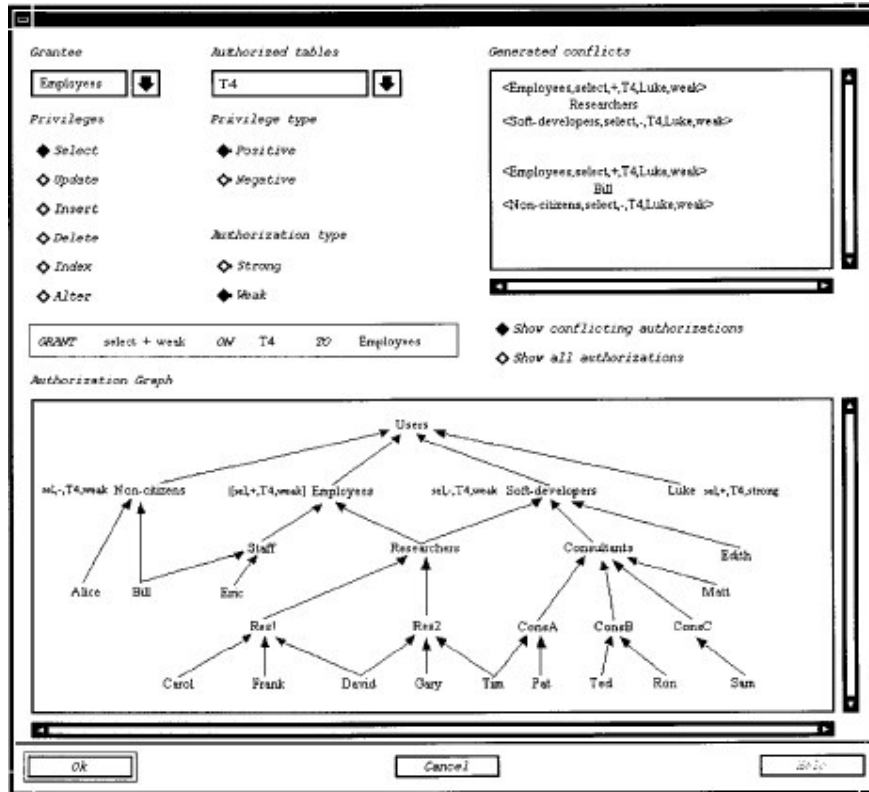 Grantee
Authorized tables
Generated conflicts
Employees
T4
<Employees,select,+,T4,Luke,weak>
Researchers
<Soft-developers,select,-,T4,Luke,weak>
<Employees,select,+,T4,Luke,weak>
Bill
<Non-citizens,select,-,T4,Luke,weak>
Privileges
Privilege type
Select
Positive
Update
Negative
Insert
Delete
Authorization type
Index
Strong
Alter
Weak
GRANT select + weak ON T4 TO Employees
Show conflicting authorizations
Show all authorizations
Authorization Graph
Users
sel,-,T4,weak Non-citizens [sel,+,T4,weak] Employees sel,-,T4,weak Soft-developers Luke sel,+,T4,strong
Staff Researchers Consultants Edith
Alice Bill Eric Matt
Res1 Res2 ConsA ConsB ConsC
Carol Frank David Gary Tim Pat Ted Ron Sam
Ok Cancel Help